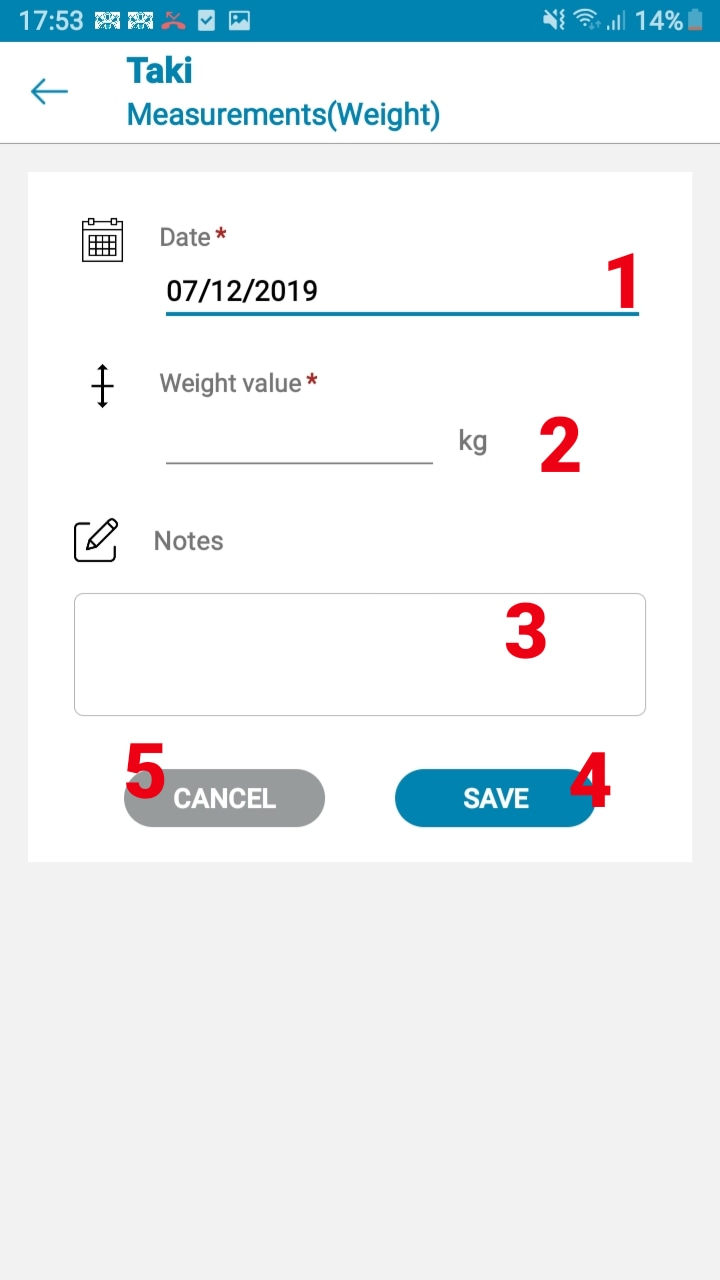 17:53 14%
Taki
Measurements(Weight)
Date *
07/12/2019 1
Weight value *
kg 2
Notes
3
5 4
CANCEL SAVE